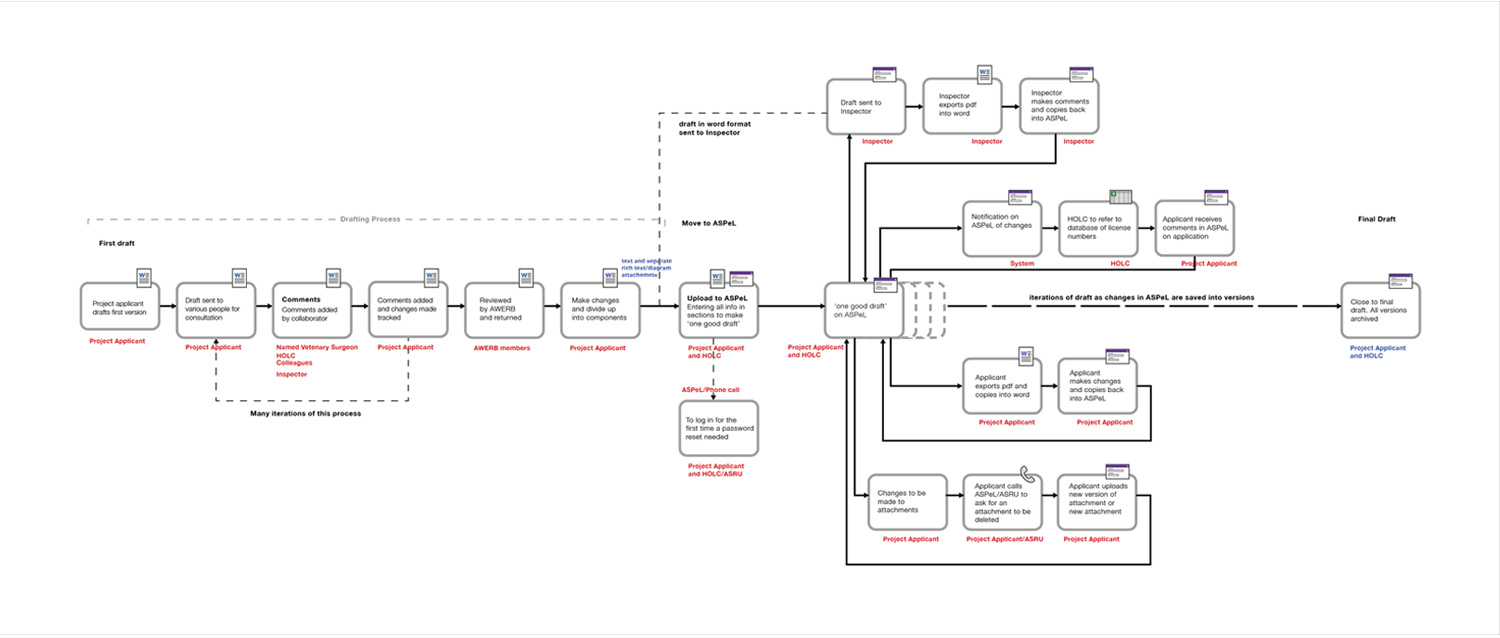 Draft sent to
Inspector
Inspector
Inspector
exports pdf
into word
Inspector
Inspector
makes comments
and copies back
into ASPeL
Inspector
draft in word format
sent to Inspector
Drafting Process
Move to ASPeL
First draft
Notification on
ASPeL of changes
System
HOLC to refer to
database of license
numbers
HOLC
Applicant receives
comments in ASPeL
on application
Project Applicant
Final Draft
Project applicant
drafts first version
Project Applicant
Draft sent to
various people for
consultation
Project Applicant
Comments
Comments added
by collaborator
Named Vetenary Surgeon
HOLC
Colleagues
Inspector
Comments added
and changes made
tracked
Project Applicant
Many iterations of this process
Reviewed
by AWERB
and returned
AWERB members
Make changes
and divide up
into components
Project Applicant
text and separate
rich text/diagram
attachments
Upload to ASPeL
Entering all info in
sections to make
'one good draft'
Project Applicant
and HOLC
ASPeL/Phone call
To log in for the
first time a password
reset needed
Project Applicant
and HOLC/ASRU
'one good draft'
on ASPeL
Project Applicant
and HOLC
iterations of draft as changes in ASPeL are saved into versions
Close to final
draft. All versions
archived
Project Applicant
and HOLC
Applicant
exports pdf and
copies into word
Project Applicant
Applicant
makes changes
and copies back
into ASPeL
Project Applicant
Changes to be
made to
attachments
Project Applicant
Applicant calls
ASPeL/ASRU to
ask for an
attachment to be
deleted
Project Applicant/ASRU
Applicant uploads
new version of
attachment or
new attachment
Project Applicant